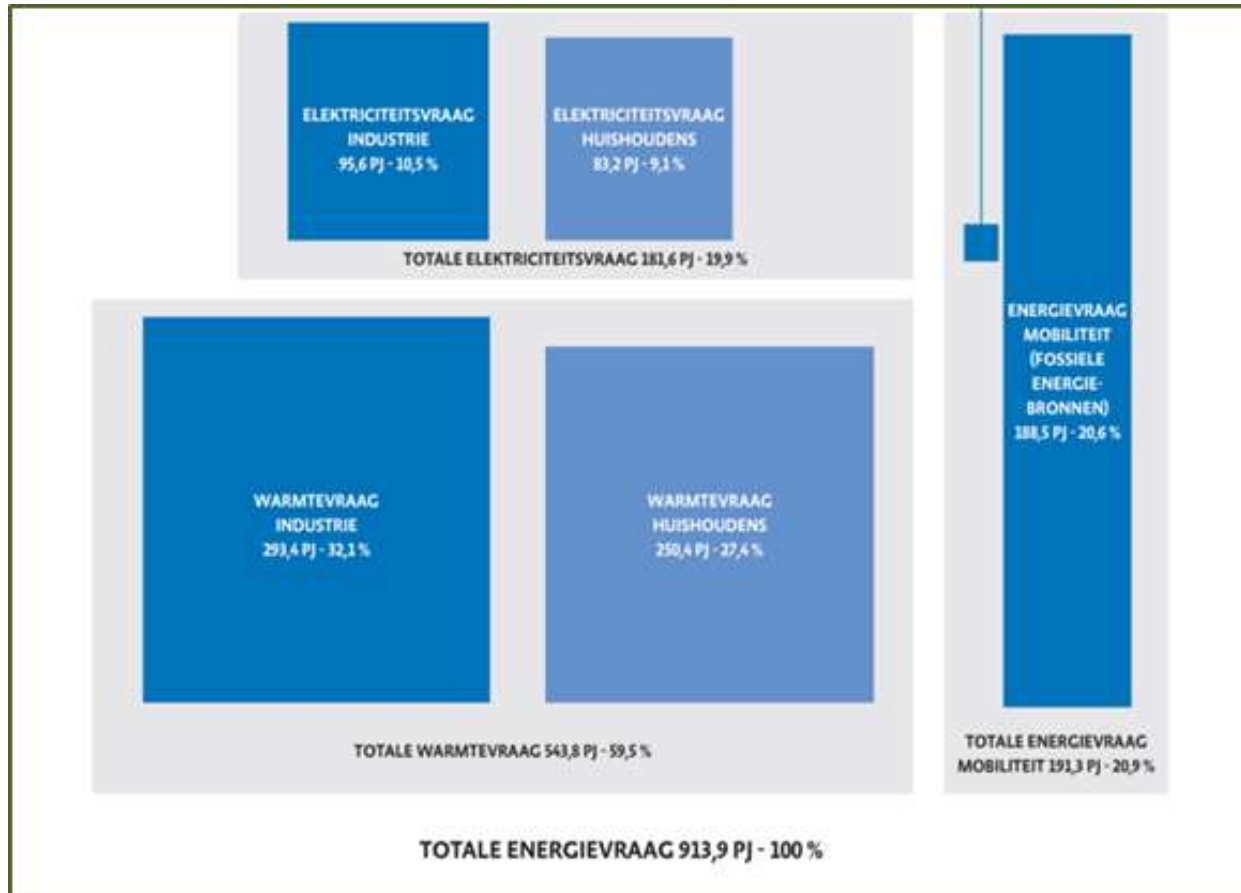 ELEKTRICITEITSVRAAG
INDUSTRIE
95,6 PJ - 10,5 %
ELEKTRICITEITSVRAAG
HUISHOUDENS
83,2 PJ - 9,1 %
TOTALE ELEKTRICITEITSVRAAG 181,6 PJ - 19,9 %
ENERGIEVRAAG
MOBILITEIT
(FOSSIELE
ENERGIE-
BRONNEN)
188,5 PJ - 20,6 %
WARMTEVRAAG
INDUSTRIE
293,4 PJ - 32,1 %
WARMTEVRAAG
HUISHOUDENS
250,4 PJ - 27,4 %
TOTALE WARMTEVRAAG 543,8 PJ - 59,5 %
TOTALE ENERGIEVRAAG
MOBILITEIT 191,3 PJ - 20,9 %
TOTALE ENERGIEVRAAG 913,9 PJ - 100 %